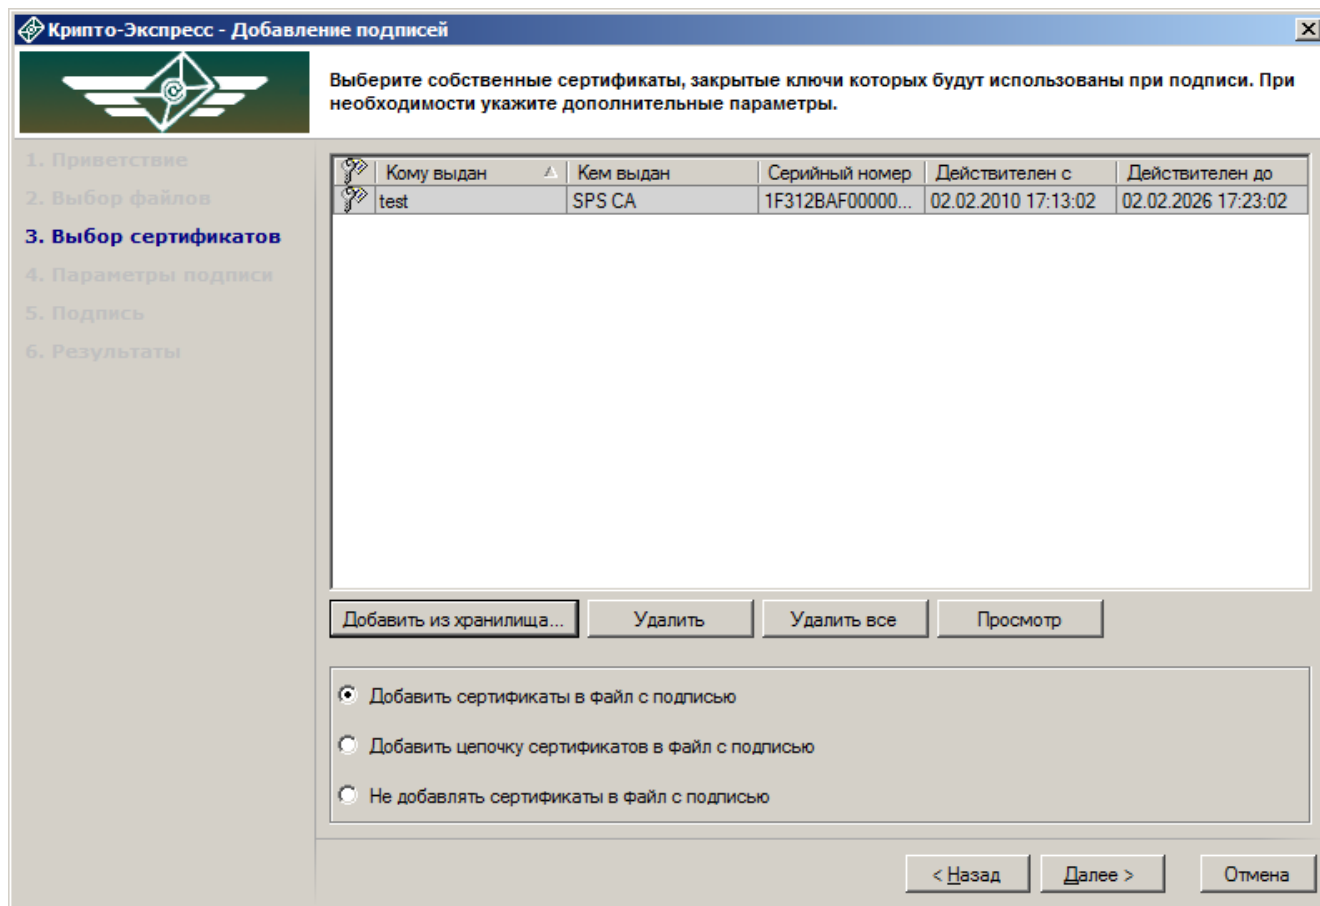 Крипто-Экспресс - Добавление подписей
Выберите собственные сертификаты, закрытые ключи которых будут использованы при подписи. При
необходимости укажите дополнительные параметры.
1. Приветствие
2. Выбор файлов
3. Выбор сертификатов
4. Параметры подписи
5. Подпись
6. Результаты
Кому выдан Кем выдан Серийный номер Действителен с Действителен до
test SPS CA 1F312BAF00000... 02.02.2010 17:13:02 02.02.2026 17:23:02
Добавить из хранилища... Удалить Удалить все Просмотр
Добавить сертификаты в файл с подписью
Добавить цепочку сертификатов в файл с подписью
Не добавлять сертификаты в файл с подписью
< Назад Далее > Отмена